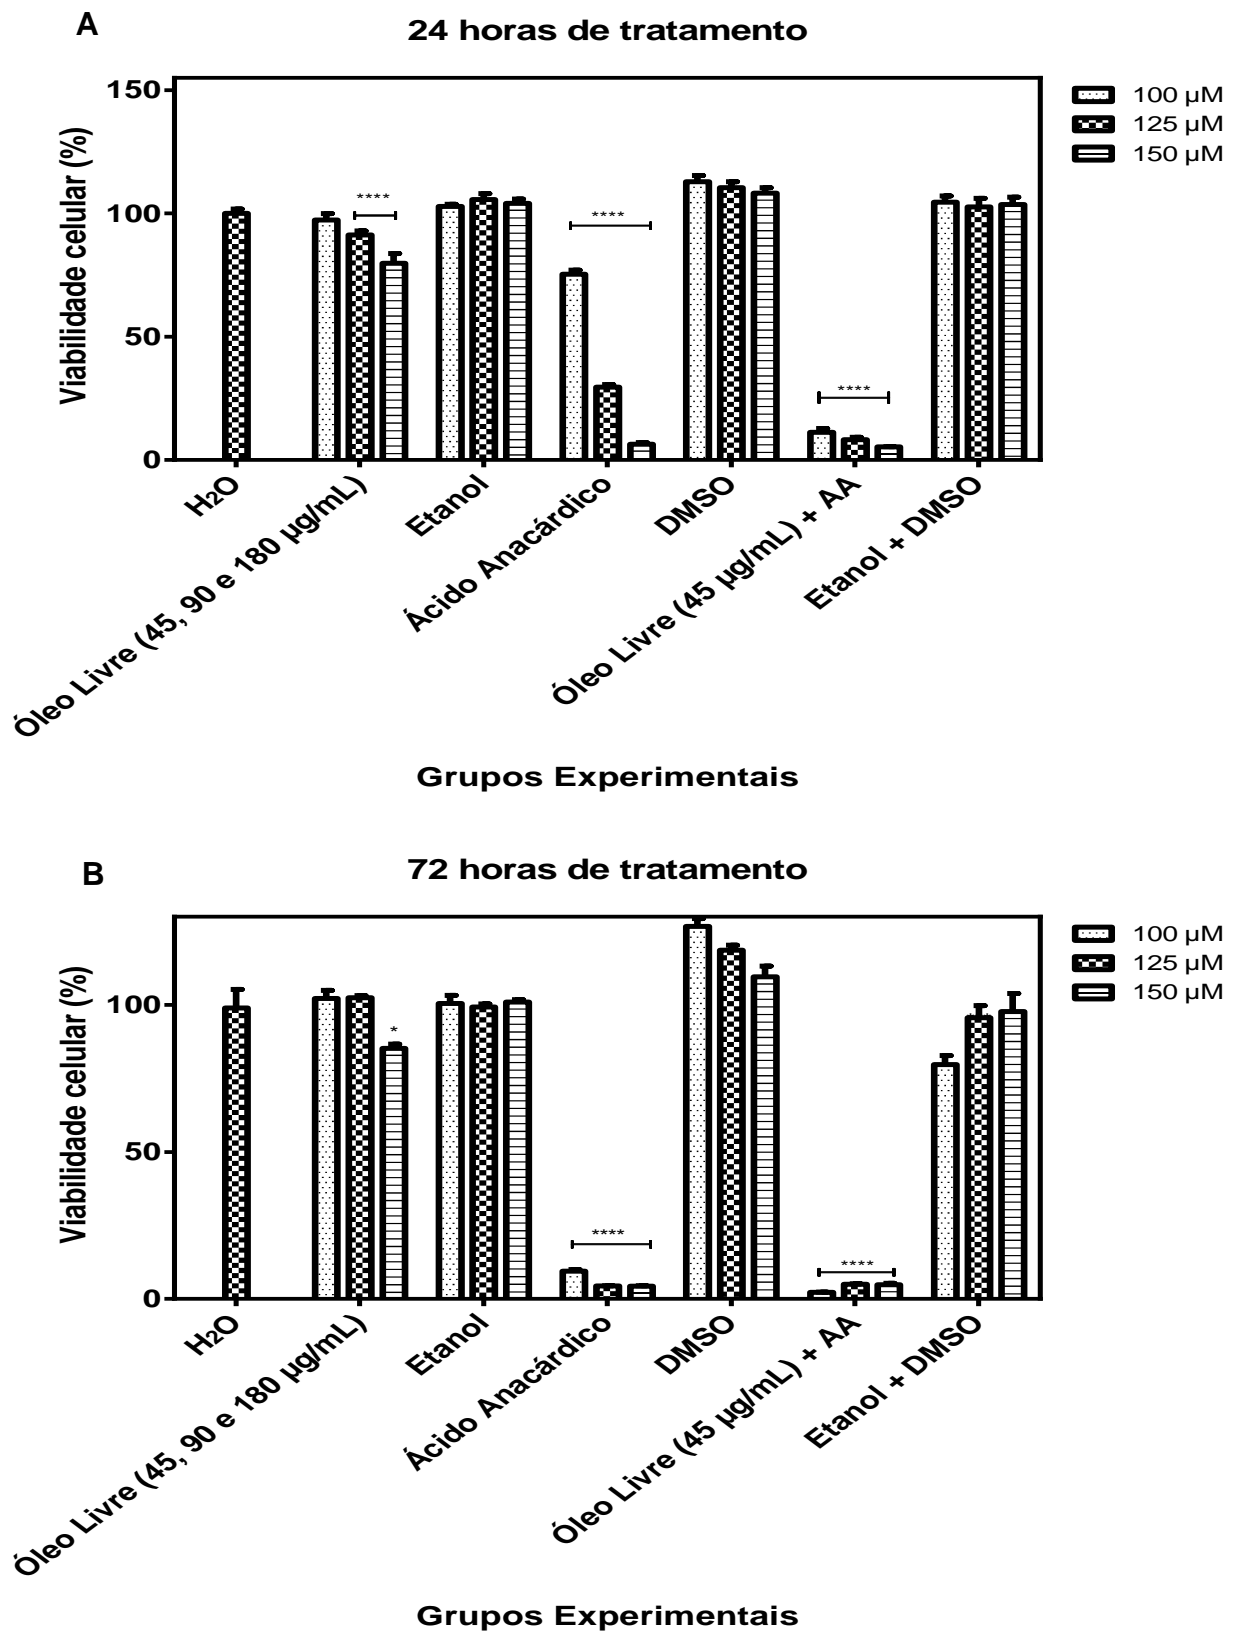 A
24 horas de tratamento
150
100
50
0
Viabilidade celular (%)
100 µM
125 µM
150 µM
****
****
****
H₂O
Óleo Livre (45, 90 e 180 µg/mL)
Etanol
Ácido Anacárdico
DMSO
Óleo Livre (45 µg/mL) + AA
Etanol + DMSO
Grupos Experimentais
B
72 horas de tratamento
100
50
0
Viabilidade celular (%)
100 µM
125 µM
150 µM
*
****
****
H₂O
Óleo Livre (45, 90 e 180 µg/mL)
Etanol
Ácido Anacárdico
DMSO
Óleo Livre (45 µg/mL) + AA
Etanol + DMSO
Grupos Experimentais